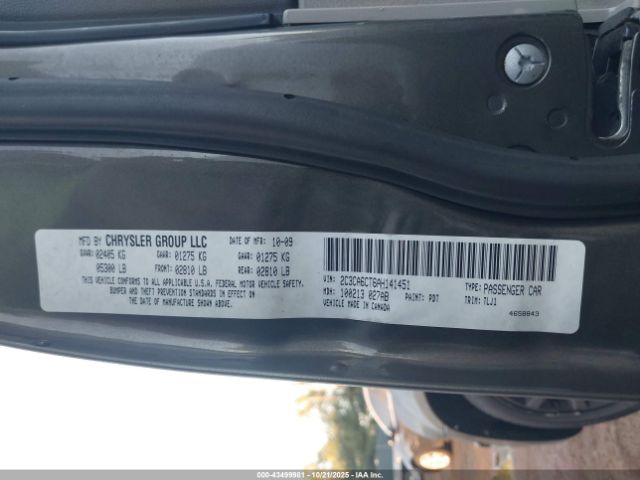 MFD BY CHRYSLER GROUP LLC DATE OF MFR: 10-09
GVWR: 02405 KG GAWR: 01275 KG GAWR: 01275 KG
05300 LB FRONT: 02810 LB REAR: 02810 LB
THIS VEHICLE CONFORMS TO ALL APPLICABLE U.S.A. FEDERAL MOTOR VEHICLE SAFETY,
BUMPER AND THEFT PREVENTION STANDARDS IN EFFECT ON
THE DATE OF MANUFACTURE SHOWN ABOVE.
VIN: 2C3CA6CT6AH141451 TYPE: PASSENGER CAR
MDH: 100213 027AB PAINT: PDT TRIM: TLJ1
VEHICLE MADE IN CANADA
4658843
000-43499981 - 10/21/2025 - IAAI.com